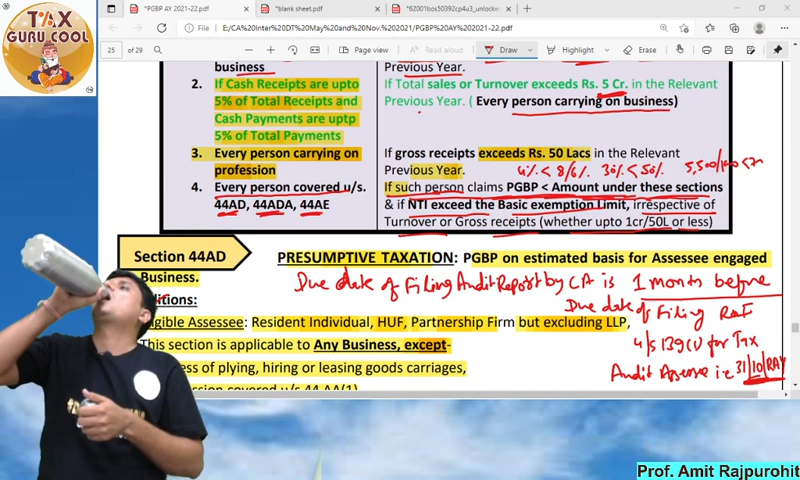 TAX
GURU COOL
*PGBP AY 2021-22.pdf
*blank sheet.pdf
*62001bos50392cp4u3_unlocked
E:/CA%20Inter%20DT%20May%20and%20Nov.%202021/PGBP%20AY%202021-22.pdf
25 of 29
Page view
Read aloud
Draw
Highlight
Erase
business
Previous Year.
2. If Cash Receipts are upto
5% of Total Receipts and
Cash Payments are uptp
5% of Total Payments
If Total sales or Turnover exceeds Rs. 5 Cr. in the Relevant
Previous Year. ( Every person carrying on business)
3. Every person carrying on
profession
If gross receipts exceeds Rs. 50 Lacs in the Relevant
Previous Year.
4% < 8/6% 30% < 50%
4. Every person covered u/s.
44AD, 44ADA, 44AE
If such person claims PGBP < Amount under these sections
& if NTI exceed the Basic exemption Limit, irrespective of
Turnover or Gross receipts (whether upto 1cr/50L or less)
Section 44AD
PRESUMPTIVE TAXATION: PGBP on estimated basis for Assessee engaged
Business.
Due date of Filing Audit Report by CA is 1 month before
Due date of Filing RoI
u/s 139(1) for Tax
Audit Assessee i.e 31/10/RAY
Eligible Assessee: Resident Individual, HUF, Partnership Firm but excluding LLP,
This section is applicable to Any Business, except-
ess of plying, hiring or leasing goods carriages,
ession covered u/s 44 AA(1)
Prof. Amit Rajpurohit